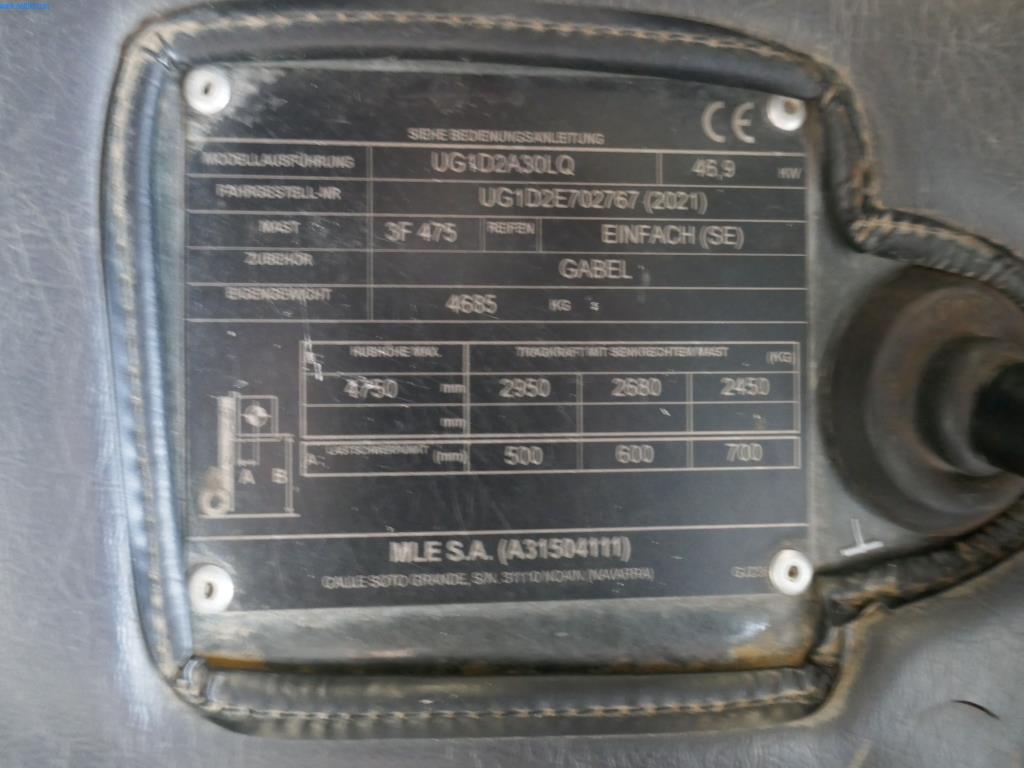 CE
SIEHE BEDIENUNGSANLEITUNG
MODELLAUSFÜHRUNG UG1D2A30LQ 46,9 KW
FAHRGESTELL-NR UG1D2E702767 (2021)
MAST 3F 475 REIFEN EINFACH (SE)
ZUBEHÖR GABEL
EIGENGEWICHT 4685 KG
HUBHÖHE MAX. TRAGKRAFT MIT SENKRECHTEM MAST (KG)
4750 mm 2950 2680 2450
mm
A LASTSCHWERPUNKT (mm) 500 600 700
A B
MLE S.A. (A31504111)
CALLE SOTO GRANDE, S/N. 31110 NOAIN. (NAVARRA)